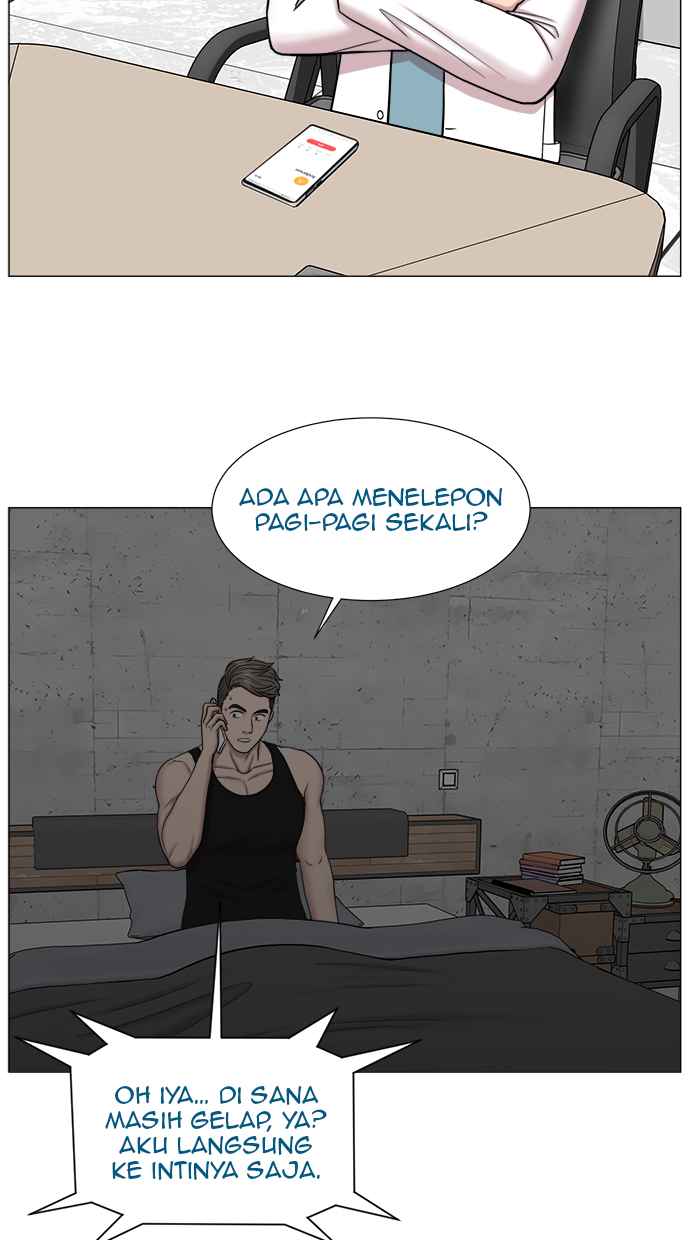 ADA APA MENELEPON
PAGI-PAGI SEKALI?
OH IYA... DI SANA
MASIH GELAP, YA?
AKU LANGSUNG
KE INTINYA SAJA.